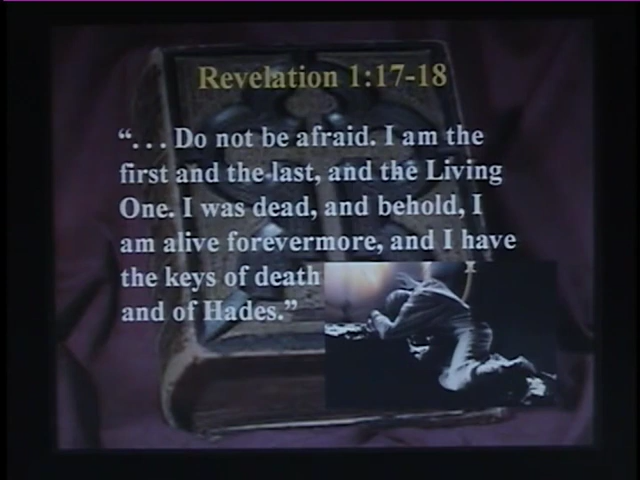 Revelation 1:17-18
“. . . Do not be afraid. I am the
first and the last, and the Living
One. I was dead, and behold, I
am alive forevermore, and I have
the keys of death
and of Hades.”